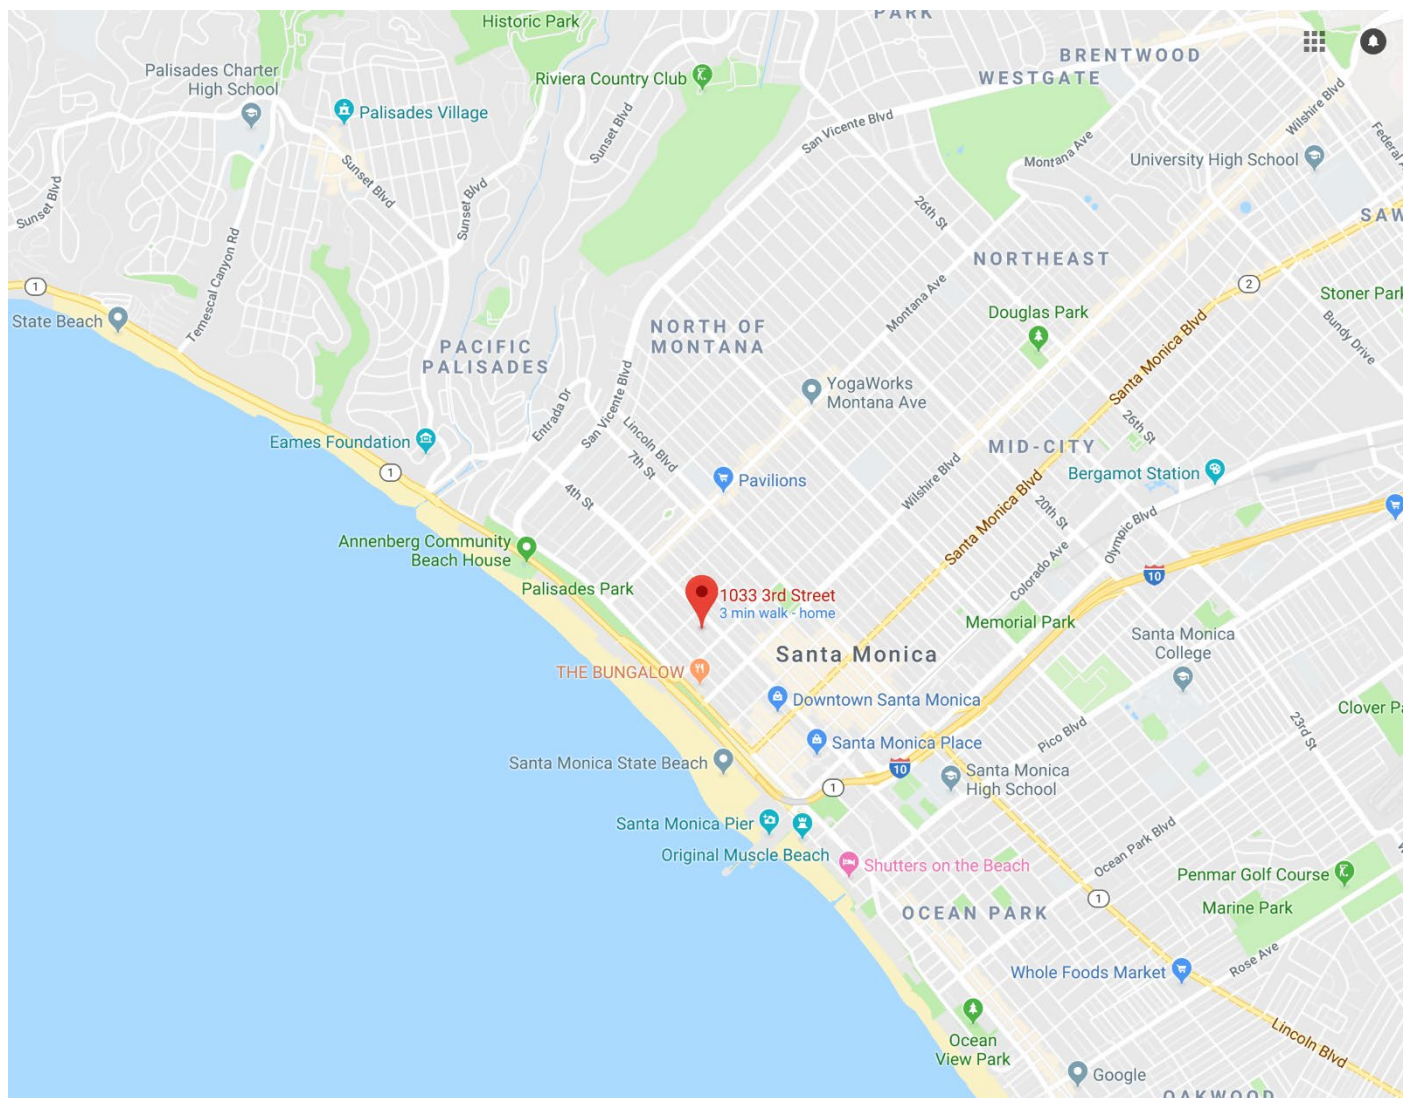 PARK
Historic Park
BRENTWOOD
WESTGATE
Palisades Charter
High School
Riviera Country Club
Palisades Village
San Vicente Blvd
Wilshire Blvd
Montana Ave
University High School
Sunset Blvd
Sunset Blvd
Sunset Blvd
Sunset Blvd
26th St
SAW
Temescal Canyon Rd
NORTHEAST
1
2
Stoner Park
State Beach
Montana Ave
Douglas Park
Bundy Drive
NORTH OF
MONTANA
PACIFIC
PALISADES
Santa Monica Blvd
YogaWorks
Montana Ave
San Vicente Blvd
Entrada Dr
Lincoln Blvd
7th St
26th St
Eames Foundation
MID-CITY
1
Bergamot Station
Pavilions
Wilshire Blvd
4th St
Santa Monica Blvd
20th St
Olympic Blvd
Annenberg Community
Beach House
Colorado Ave
10
Palisades Park
1033 3rd Street
3 min walk - home
Memorial Park
Santa Monica
College
Santa Monica
THE BUNGALOW
Downtown Santa Monica
Pico Blvd
23rd St
Santa Monica Place
Santa Monica State Beach
10
Santa Monica
High School
1
Santa Monica Pier
Original Muscle Beach
Ocean Park Blvd
Shutters on the Beach
Penmar Golf Course
1
OCEAN PARK
Marine Park
Rose Ave
Whole Foods Market
Lincoln Blvd
Ocean
View Park
Google
OAKWOOD